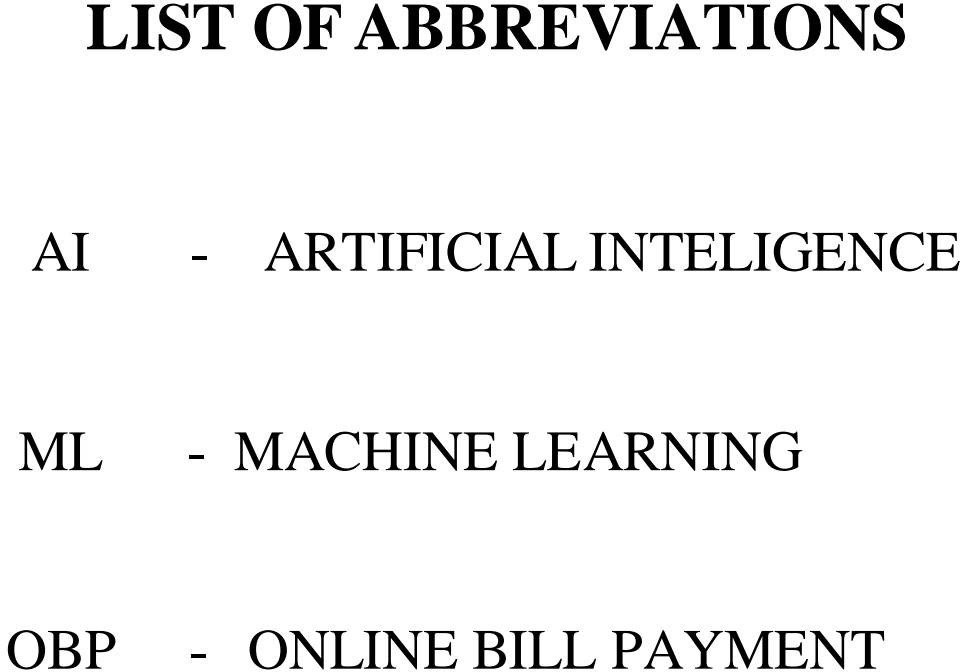 LIST OF ABBREVIATIONS
AI - ARTIFICIAL INTELIGENCE
ML - MACHINE LEARNING
OBP - ONLINE BILL PAYMENT